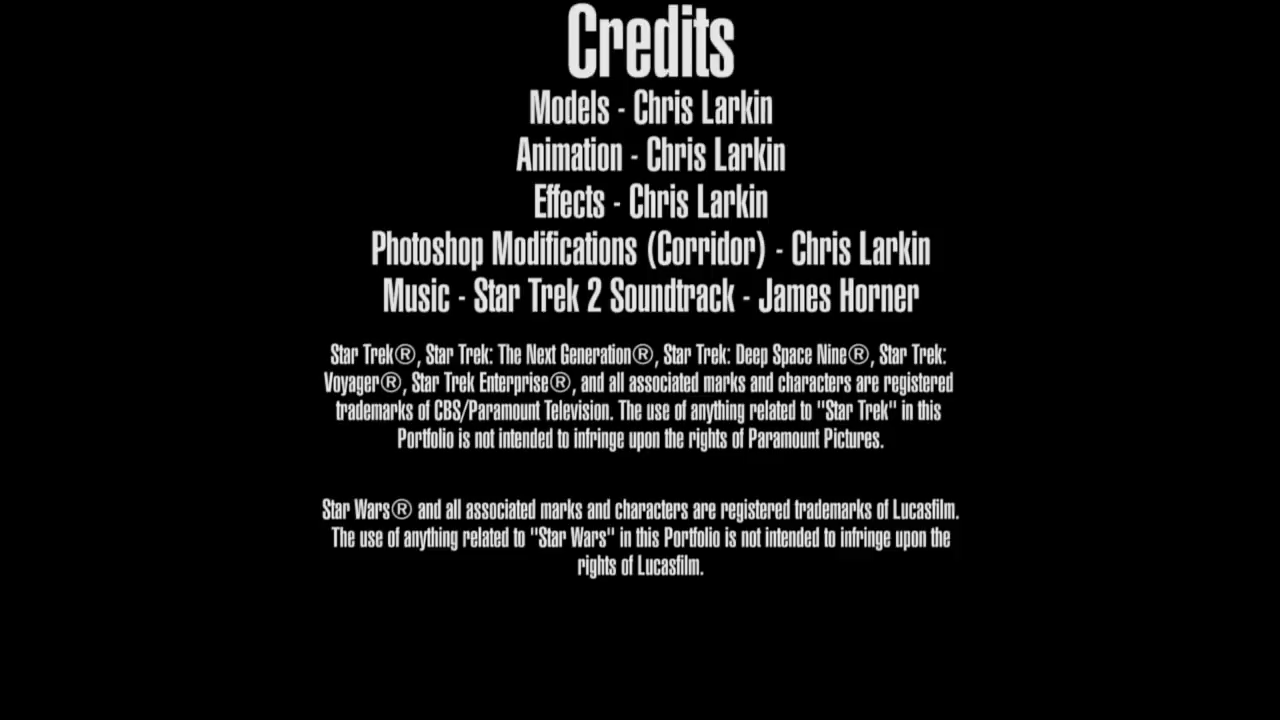 Credits
Models - Chris Larkin
Animation - Chris Larkin
Effects - Chris Larkin
Photoshop Modifications (Corridor) - Chris Larkin
Music - Star Trek 2 Soundtrack - James Horner
Star Trek®, Star Trek: The Next Generation®, Star Trek: Deep Space Nine®, Star Trek:
Voyager®, Star Trek Enterprise®, and all associated marks and characters are registered
trademarks of CBS/Paramount Television. The use of anything related to "Star Trek" in this
Portfolio is not intended to infringe upon the rights of Paramount Pictures.
Star Wars® and all associated marks and characters are registered trademarks of Lucasfilm.
The use of anything related to "Star Wars" in this Portfolio is not intended to infringe upon the
rights of Lucasfilm.